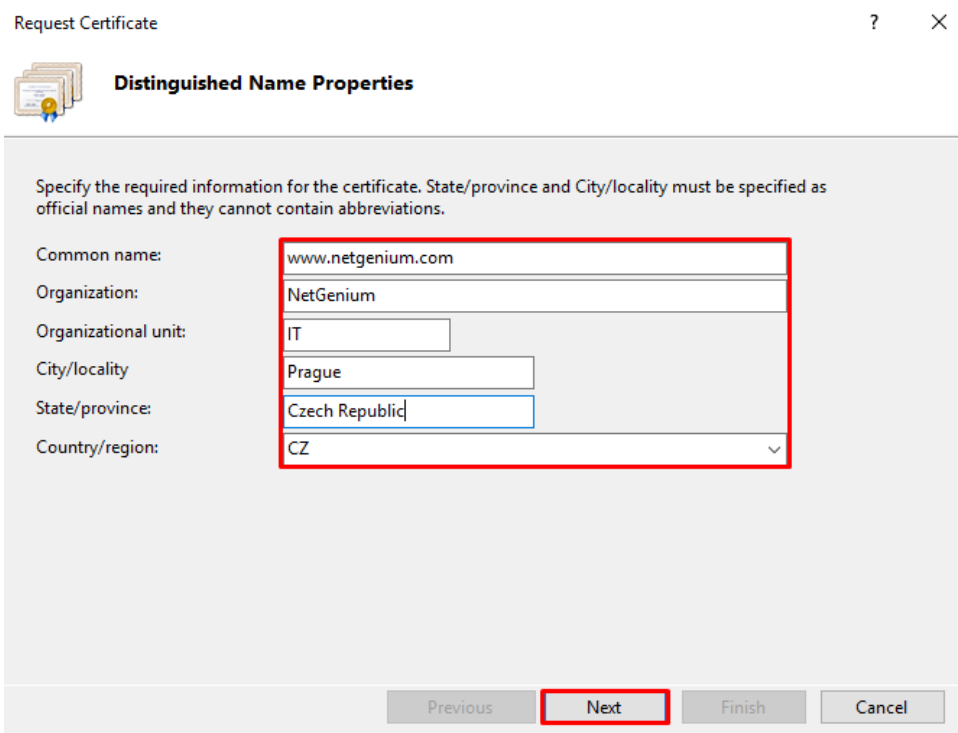 Request Certificate
?
Distinguished Name Properties
Specify the required information for the certificate. State/province and City/locality must be specified as
official names and they cannot contain abbreviations.
Common name: www.netgenium.com
Organization: NetGenium
Organizational unit: IT
City/locality Prague
State/province: Czech Republic
Country/region: CZ
Previous Next Finish Cancel